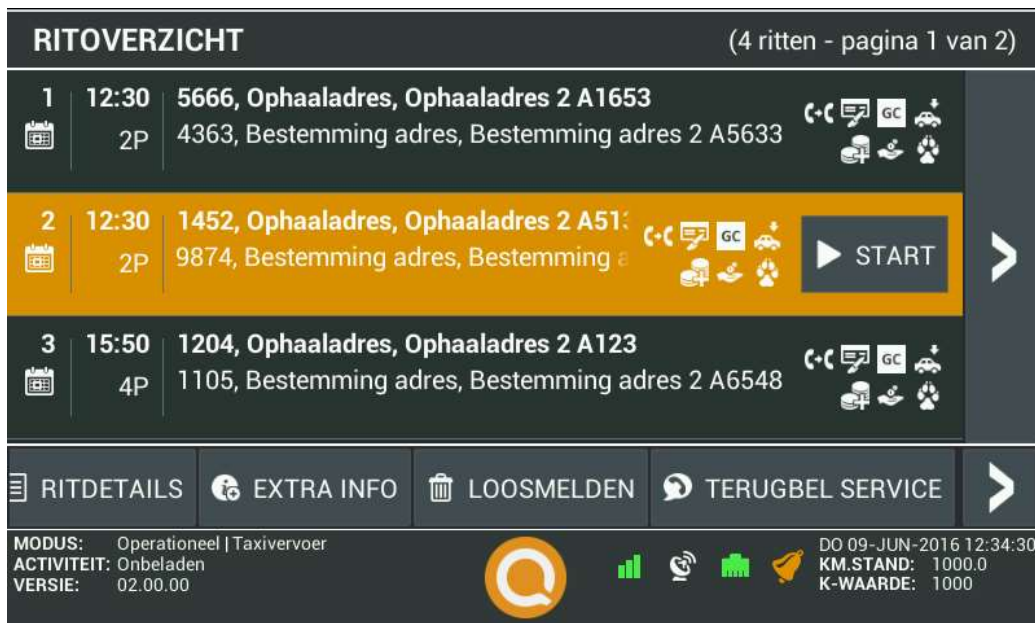 RITOVERZICHT (4 ritten - pagina 1 van 2)
1 12:30 5666, Ophaaladres, Ophaaladres 2 A1653
2P 4363, Bestemming adres, Bestemming adres 2 A5633
GC
2 12:30 1452, Ophaaladres, Ophaaladres 2
2P 9874, Bestemming adres, Bestemming
GC
START
3 15:50 1204, Ophaaladres, Ophaaladres 2 A123
4P 1105, Bestemming adres, Bestemming adres 2 A6548
GC
RITDETAILS EXTRA INFO LOOSMELDEN TERUGBEL SERVICE
MODUS: Operationeel | Taxivervoer
ACTIVITEIT: Onbeladen
VERSIE: 02.00.00
DO 09-JUN-2016 12:34:30
KM.STAND: 1000.0
K-WAARDE: 1000